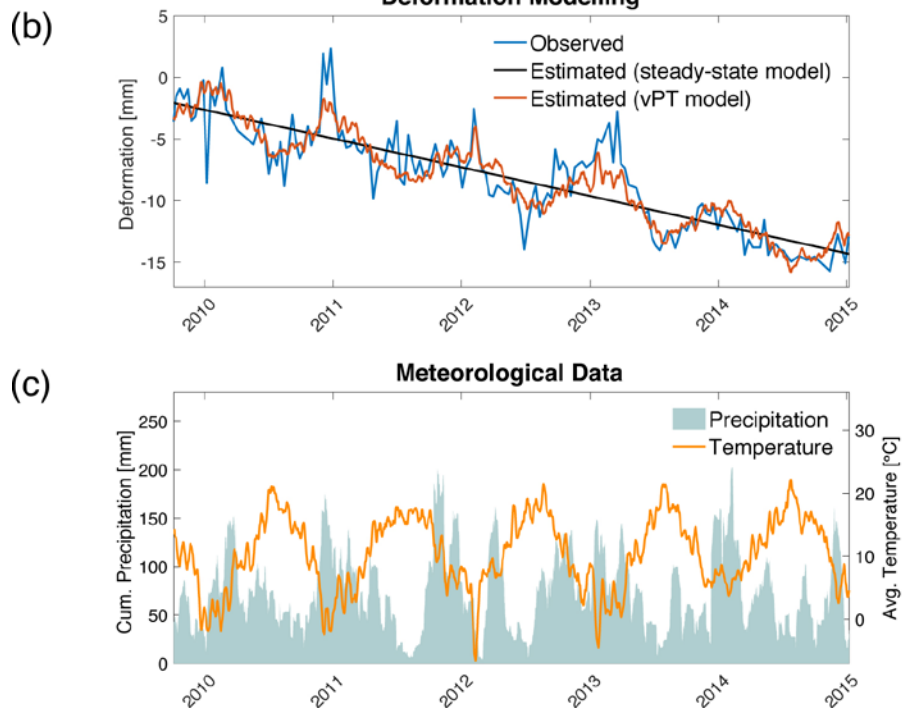 Deformation Modelling
(b)
5
0
-5
-10
-15
Deformation [mm]
Observed
Estimated (steady-state model)
Estimated (vPT model)
2010
2011
2012
2013
2014
2015
(c)
Meteorological Data
250
200
150
100
50
0
Cum. Precipitation [mm]
Precipitation
Temperature
30
20
10
0
Avg. Temperature [°C]
2010
2011
2012
2013
2014
2015